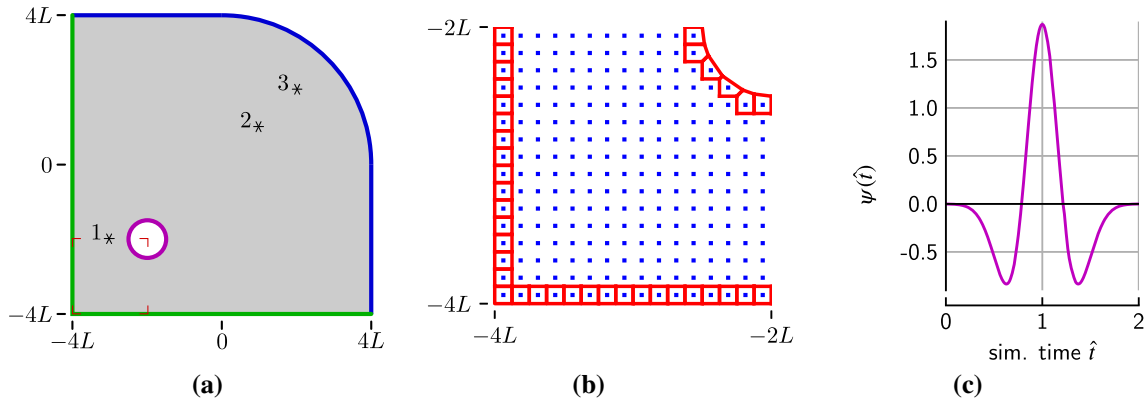 4L
0
−4L
−4L
0
4L
1*
2*
3*
(a)
−2L
−4L
−4L
−2L
(b)
ψ(t̂)
1.5
1.0
0.5
0.0
-0.5
0
1
2
sim. time t̂
(c)